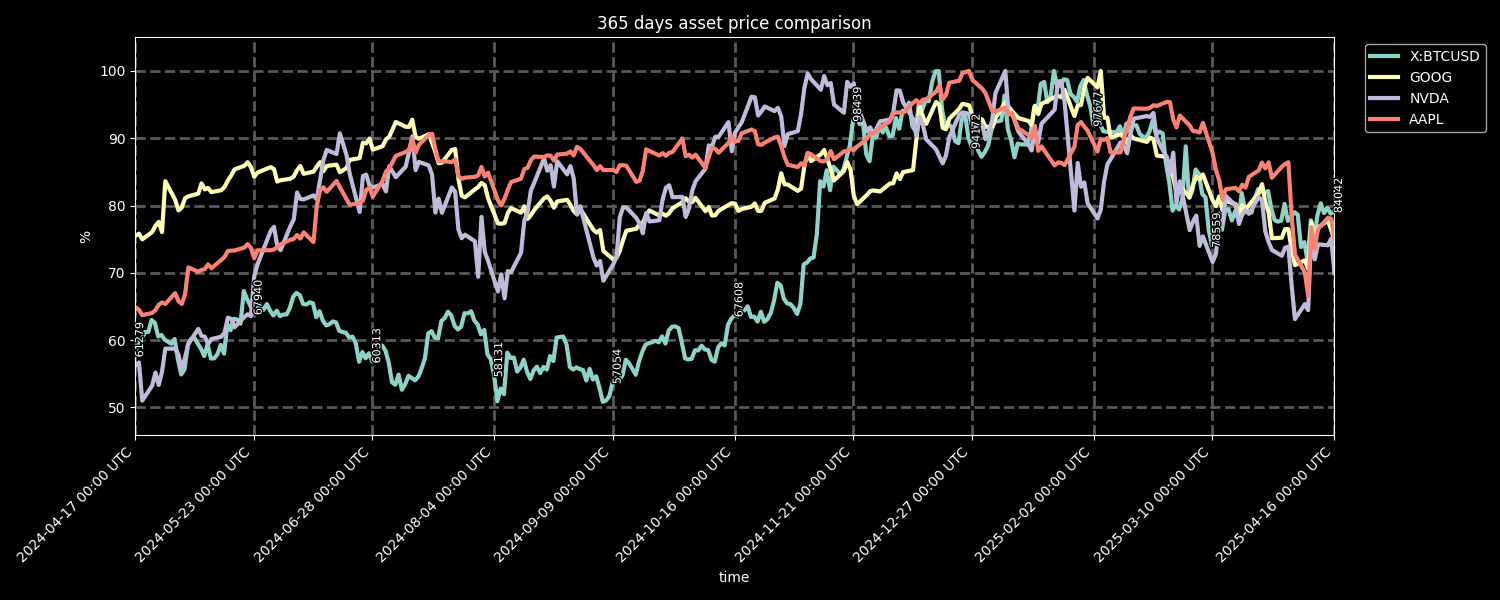 365 days asset price comparison
X:BTCUSD
GOOG
NVDA
AAPL
%
100
90
80
70
60
50
61279
67940
60313
58131
57054
67608
98439
94172
97677
78559
84042
2024-04-17 00:00 UTC
2024-05-23 00:00 UTC
2024-06-28 00:00 UTC
2024-08-04 00:00 UTC
2024-09-09 00:00 UTC
2024-10-16 00:00 UTC
2024-11-21 00:00 UTC
2024-12-27 00:00 UTC
2025-02-02 00:00 UTC
2025-03-10 00:00 UTC
2025-04-16 00:00 UTC
time